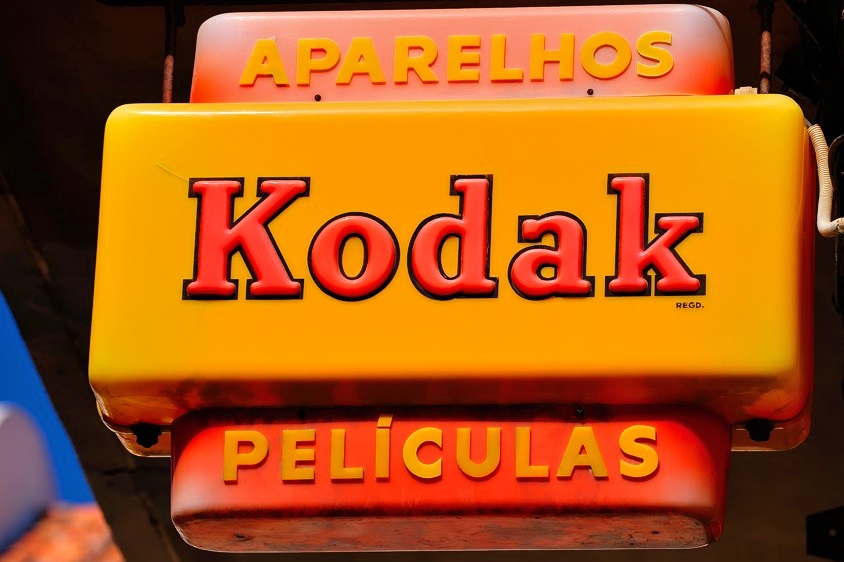 APARELHOS
Kodak
REGD.
PELÍCULAS